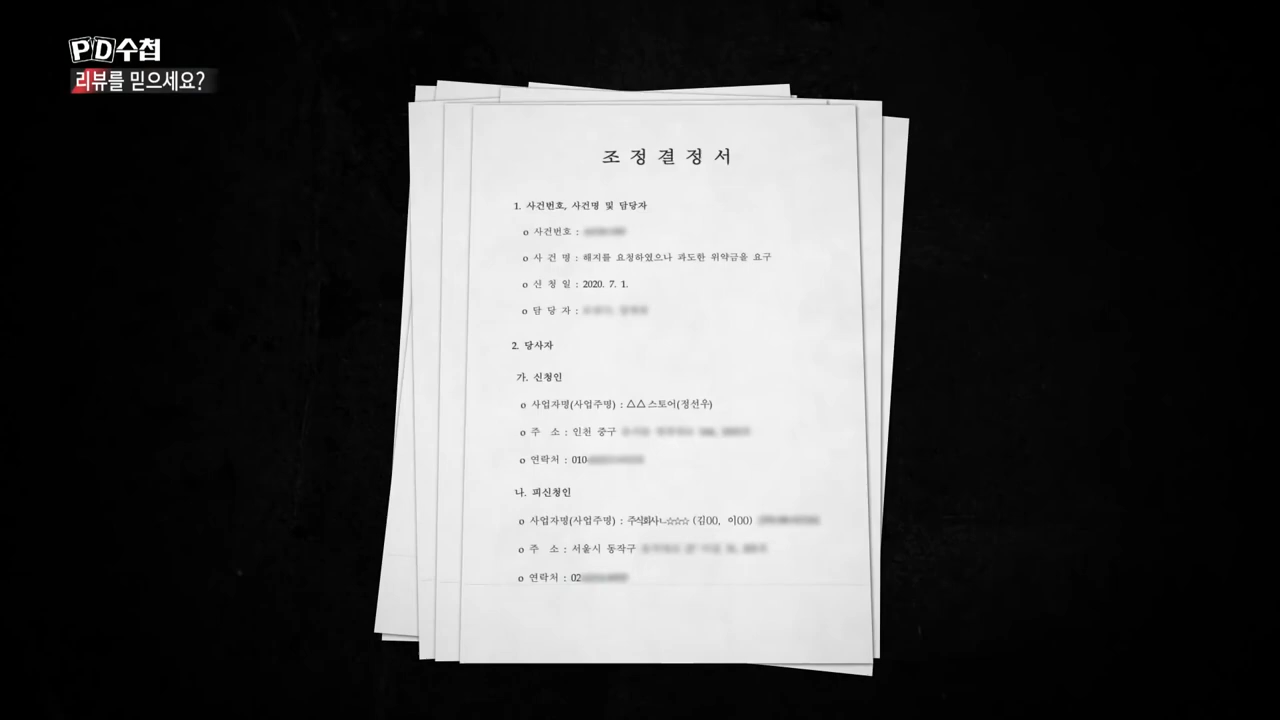 PD수첩
리뷰를 믿으세요?
조 정 결 정 서
1. 사건번호, 사건명 및 담당자
o 사건번호 :
o 사 건 명 : 해지를 요청하였으나 과도한 위약금을 요구
o 신 청 일 : 2020. 7. 1.
o 담 당 자 :
2. 당사자
가. 신청인
o 사업자명(사업주명) : △△스토어(정선우)
o 주 소 : 인천 중구
o 연락처 : 010
나. 피신청인
o 사업자명(사업주명) : 주식회사ㄴ☆☆☆ (김00, 이00)
o 주 소 : 서울시 동작구
o 연락처 : 02